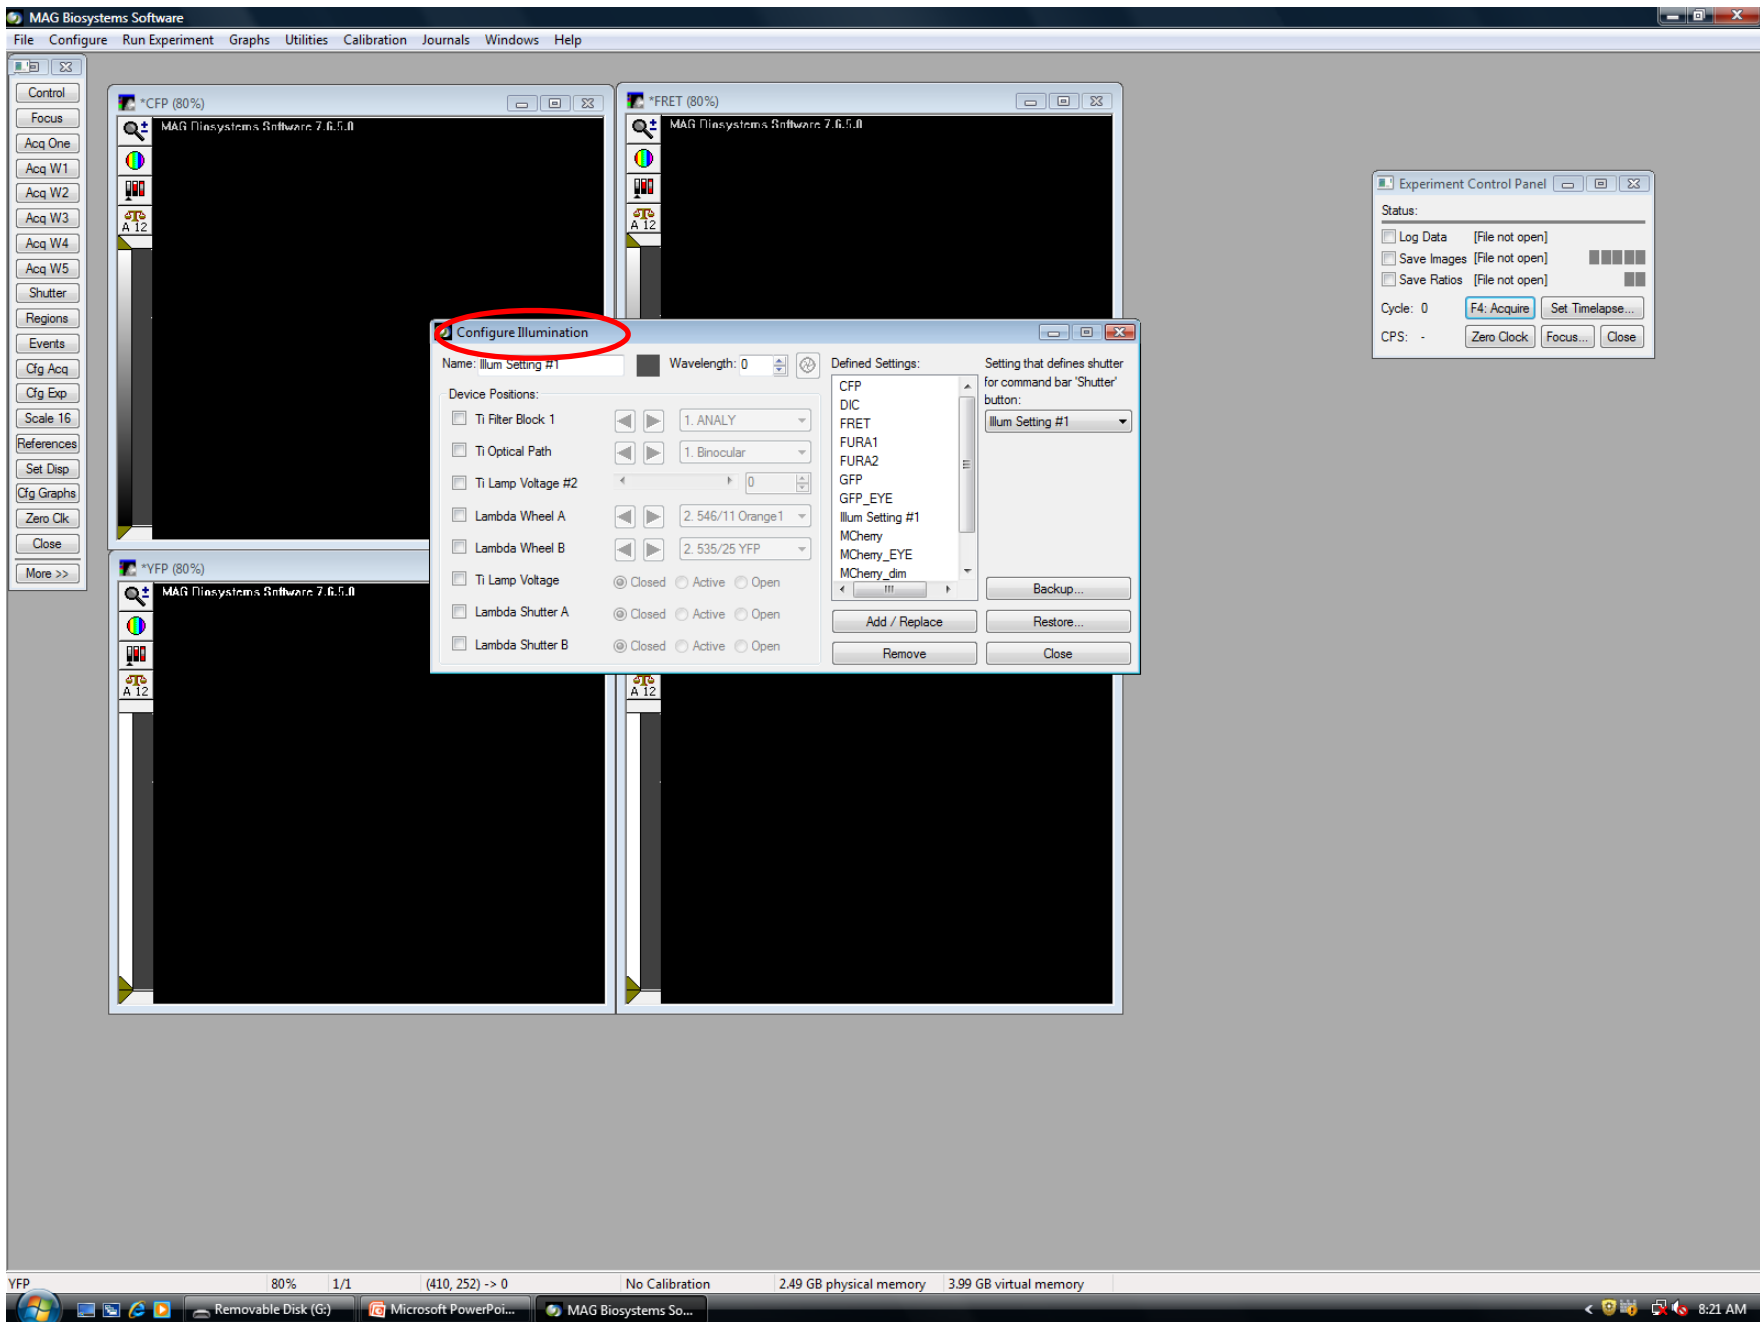 MAG Biosystems Software
File Configure Run Experiment Graphs Utilities Calibration Journals Windows Help
Control
Focus
Acq One
Acq W1
Acq W2
Acq W3
Acq W4
Acq W5
Shutter
Regions
Events
Cfg Acq
Cfg Exp
Scale 16
References
Set Disp
Cfg Graphs
Zero Clk
Close
More >>
*CFP (80%)
MAG Biosystems Software 7.6.5.0
A 12
*FRET (80%)
MAG Biosystems Software 7.6.5.0
A 12
*YFP (80%)
MAG Biosystems Software 7.6.5.0
A 12
A 12
Configure Illumination
Name: Illum Setting #1 Wavelength: 0
Device Positions:
Ti Filter Block 1 1. ANALY
Ti Optical Path 1. Binocular
Ti Lamp Voltage #2 0
Lambda Wheel A 2. 546/11 Orange1
Lambda Wheel B 2. 535/25 YFP
Ti Lamp Voltage Closed Active Open
Lambda Shutter A Closed Active Open
Lambda Shutter B Closed Active Open
Defined Settings:
CFP
DIC
FRET
FURA1
FURA2
GFP
GFP_EYE
Illum Setting #1
MCherry
MCherry_EYE
MCherry_dim
Add / Replace
Remove
Setting that defines shutter
for command bar 'Shutter'
button:
Illum Setting #1
Backup...
Restore...
Close
Experiment Control Panel
Status:
Log Data [File not open]
Save Images [File not open]
Save Ratios [File not open]
Cycle: 0 F4: Acquire Set Timelapse...
CPS: - Zero Clock Focus... Close
YFP 80% 1/1 (410, 252) -> 0 No Calibration 2.49 GB physical memory 3.99 GB virtual memory
Removable Disk (G:) Microsoft PowerPoi... MAG Biosystems So... 8:21 AM